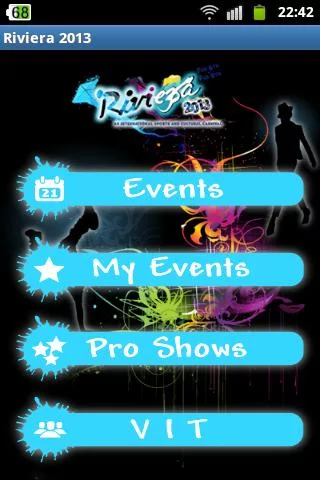 68
22:42
Riviera 2013
Riviera
2013
AN INTERNATIONAL SPORTS AND CULTURAL CARNIVAL
21
Events
My Events
Pro Shows
V I T